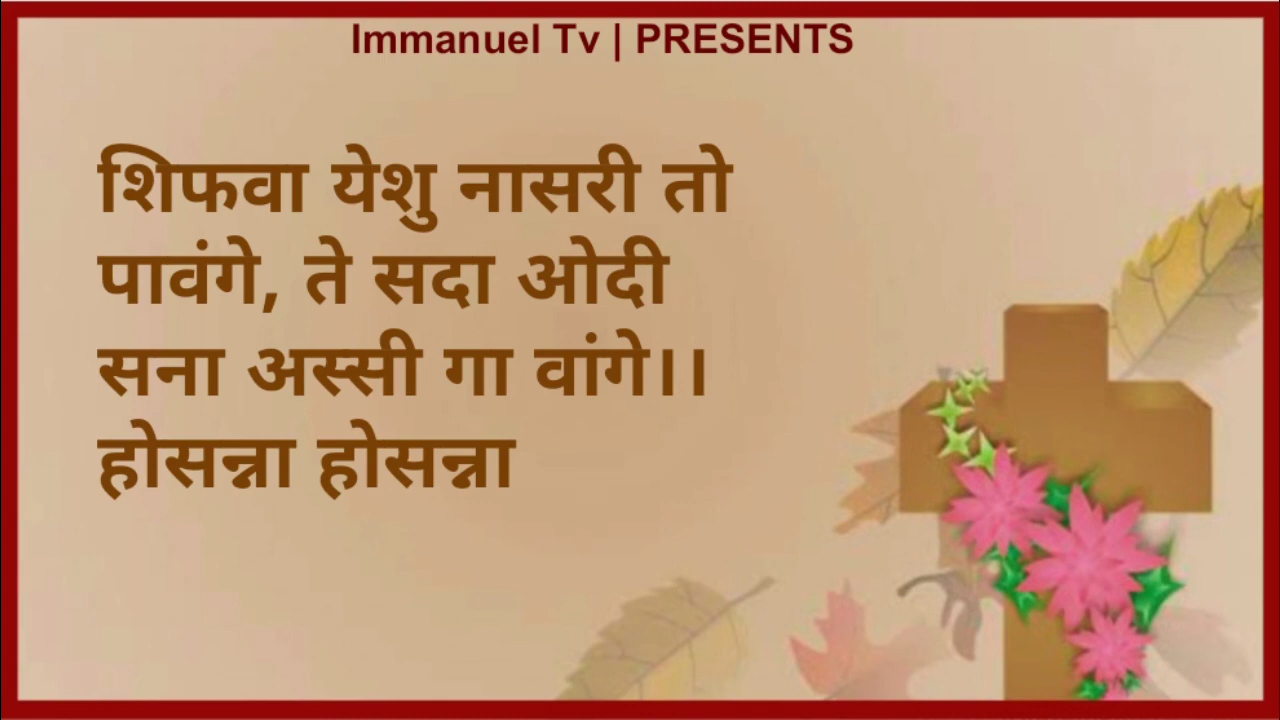 Immanuel Tv | PRESENTS
शिफवा येशु नासरी तो
पावंगे, ते सदा ओदी
सना अस्सी गा वांगे।।
होसन्ना होसन्ना